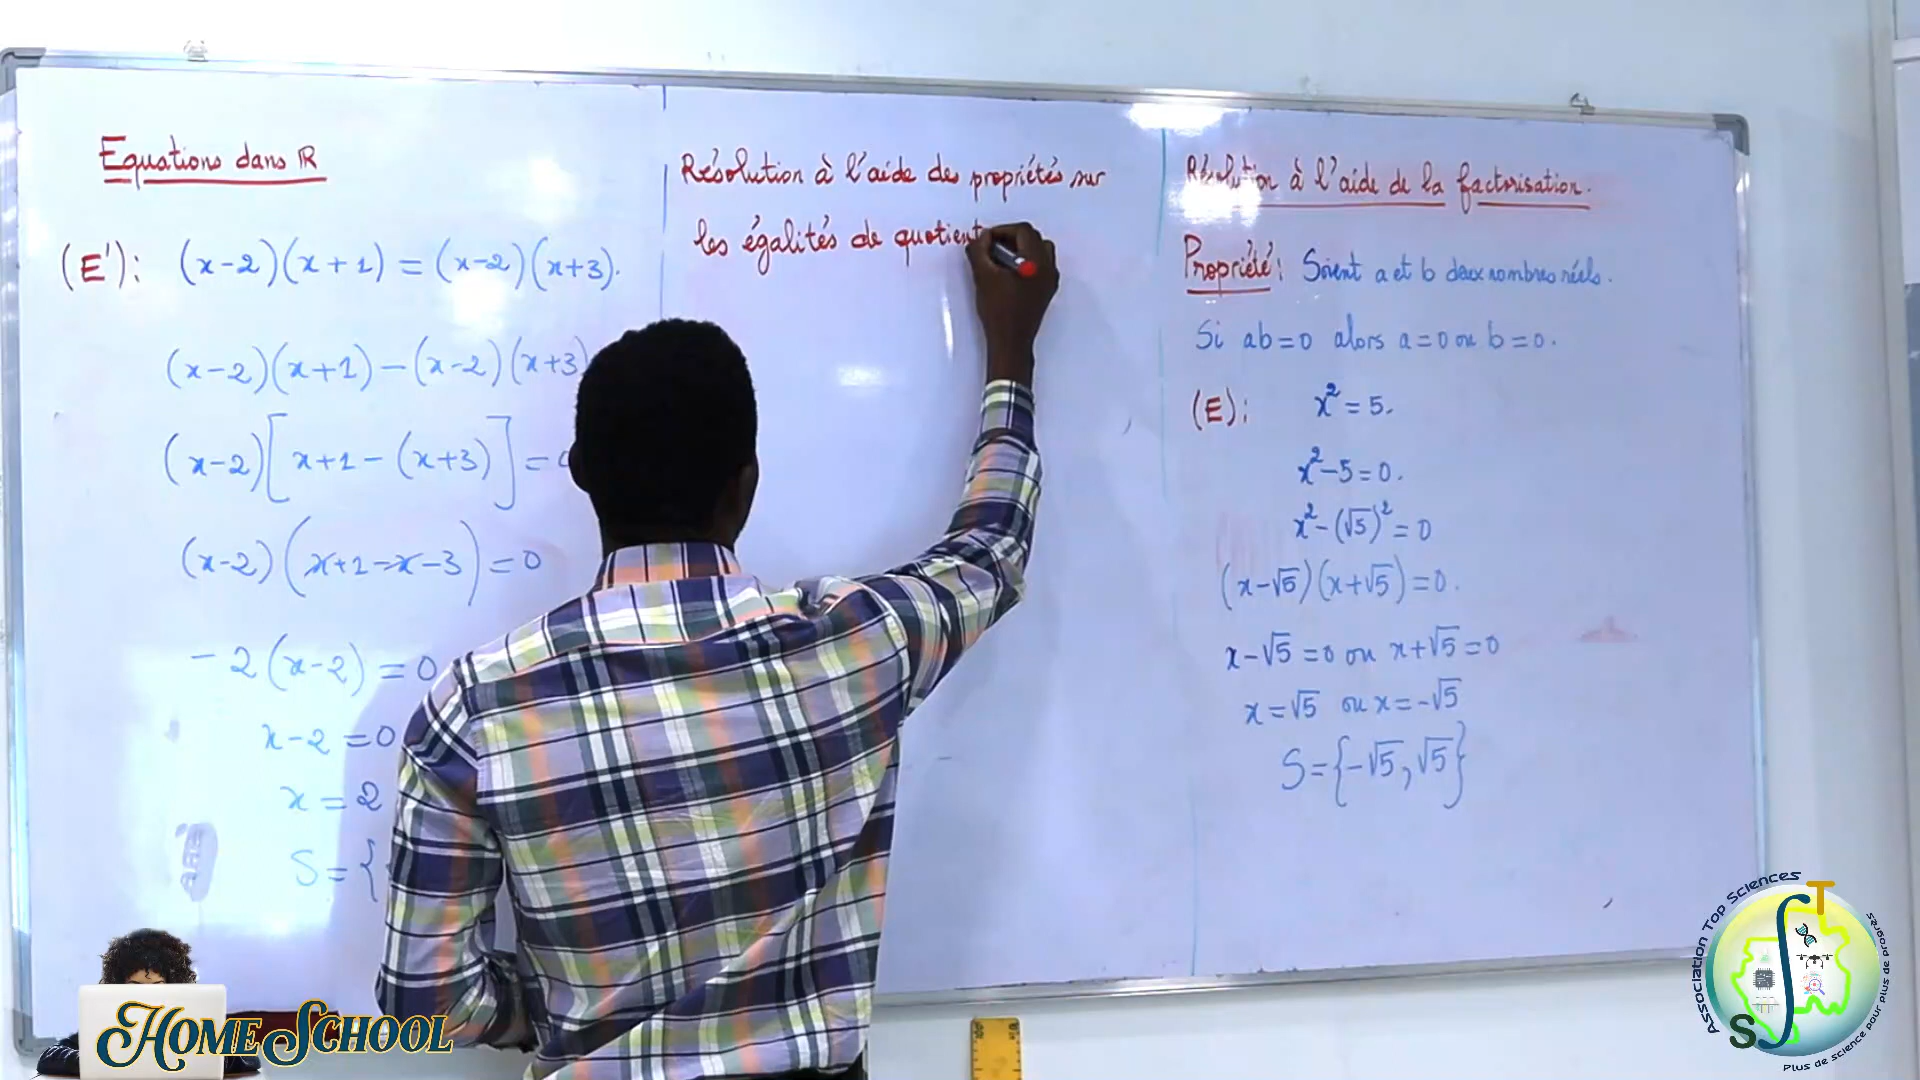 Equations dans ℝ
(E'): (x-2)(x+1) = (x-2)(x+3).
(x-2)(x+1) - (x-2)(x+3)
(x-2)[x+1-(x+3)] = 0
(x-2)(x+1-x-3) = 0
-2(x-2) = 0
x-2 = 0
x = 2
S = {
Résolution à l'aide des propriétés sur
les égalités de quotient
Résolution à l'aide de la factorisation.
Propriété : Soient a et b deux nombres réels.
Si ab=0 alors a=0 ou b=0.
(E): x² = 5.
x²-5=0.
x²-(√5)²=0
(x-√5)(x+√5)=0.
x-√5=0 ou x+√5=0
x=√5 ou x=-√5
S={-√5,√5}
HOME SCHOOL
Association Top Sciences
T
S
Plus de science pour plus de progrès